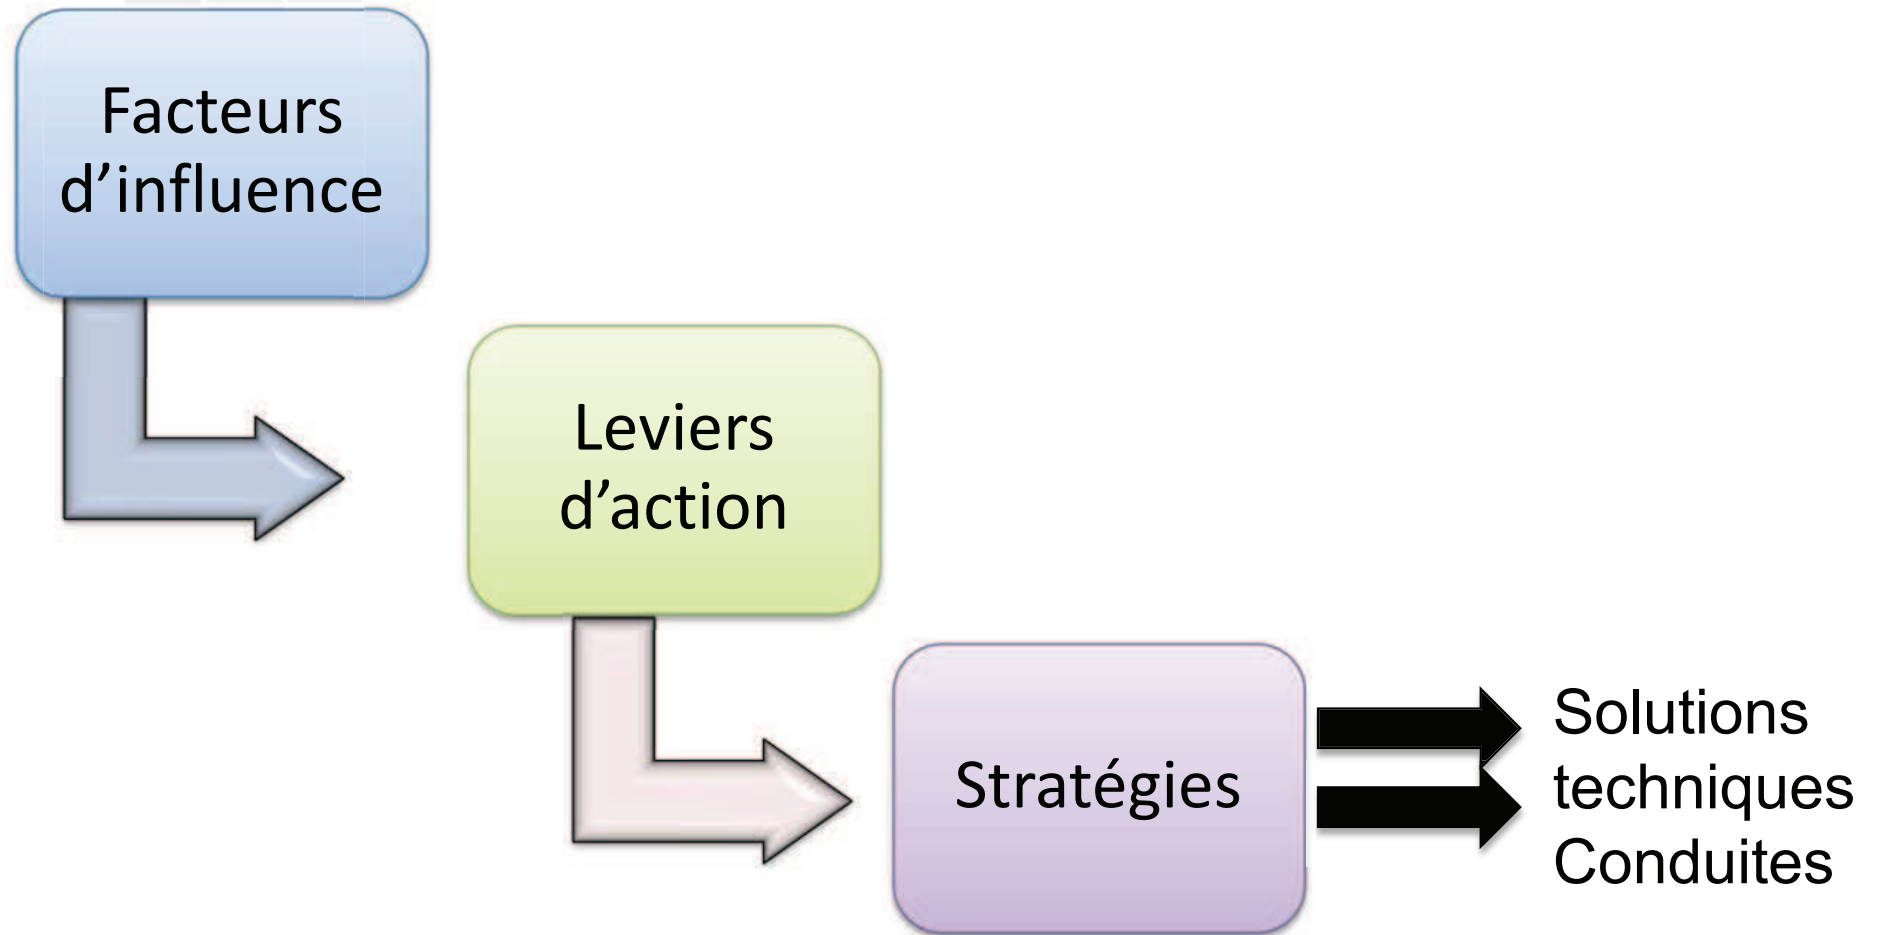 Facteurs
d’influence
Leviers
d’action
Stratégies
Solutions
techniques
Conduites